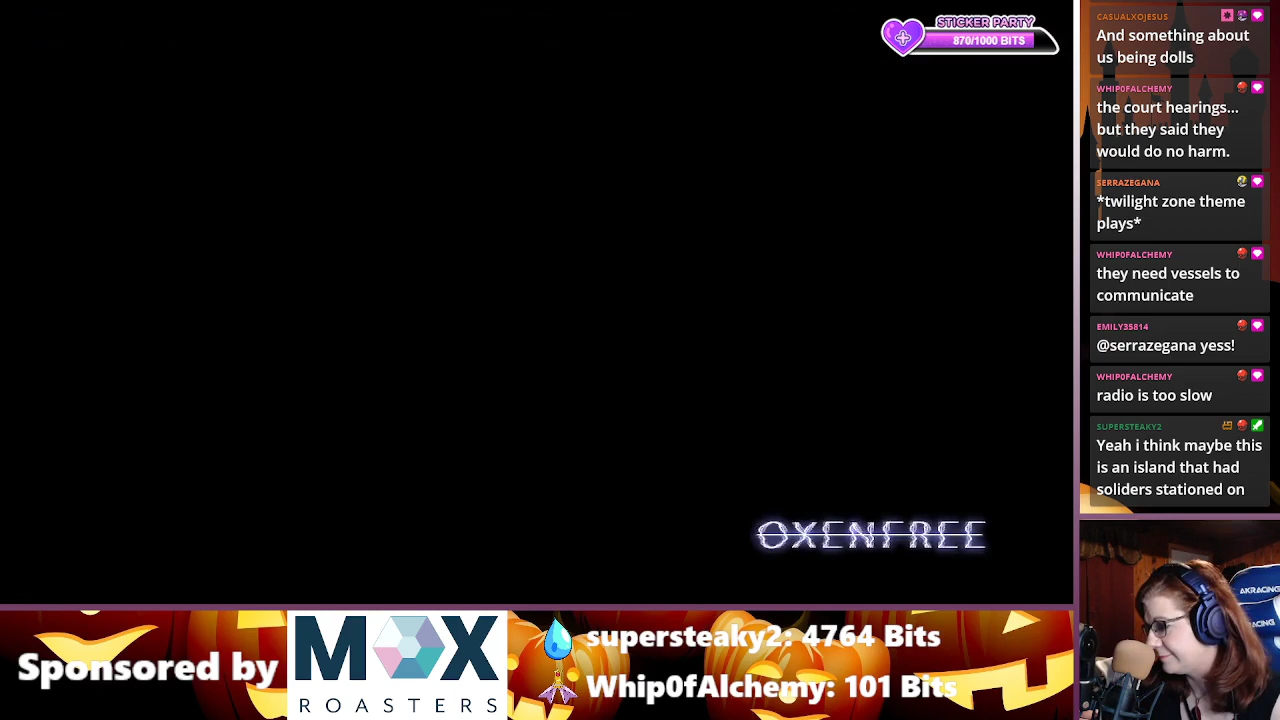 STICKER PARTY
870/1000 BITS
CASUALXOJESUS
And something about
us being dolls
WHIP0FALCHEMY
the court hearings...
but they said they
would do no harm.
SERRAZEGANA
*twilight zone theme
plays*
WHIP0FALCHEMY
they need vessels to
communicate
EMILY35814
@serrazegana yess!
WHIP0FALCHEMY
radio is too slow
SUPERSTEAKY2
Yeah i think maybe this
is an island that had
soliders stationed on
OXENFREE
Sponsored by
MOX
ROASTERS
supersteaky2: 4764 Bits
Whip0fAlchemy: 101 Bits
AKRACING
RACING